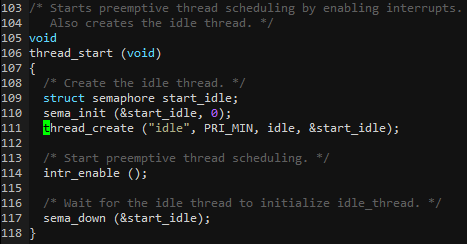 103 /* Starts preemptive thread scheduling by enabling interrupts.
104    Also creates the idle thread. */
105 void
106 thread_start (void)
107 {
108   /* Create the idle thread. */
109   struct semaphore start_idle;
110   sema_init (&start_idle, 0);
111   thread_create ("idle", PRI_MIN, idle, &start_idle);
112
113   /* Start preemptive thread scheduling. */
114   intr_enable ();
115
116   /* Wait for the idle thread to initialize idle_thread. */
117   sema_down (&start_idle);
118 }